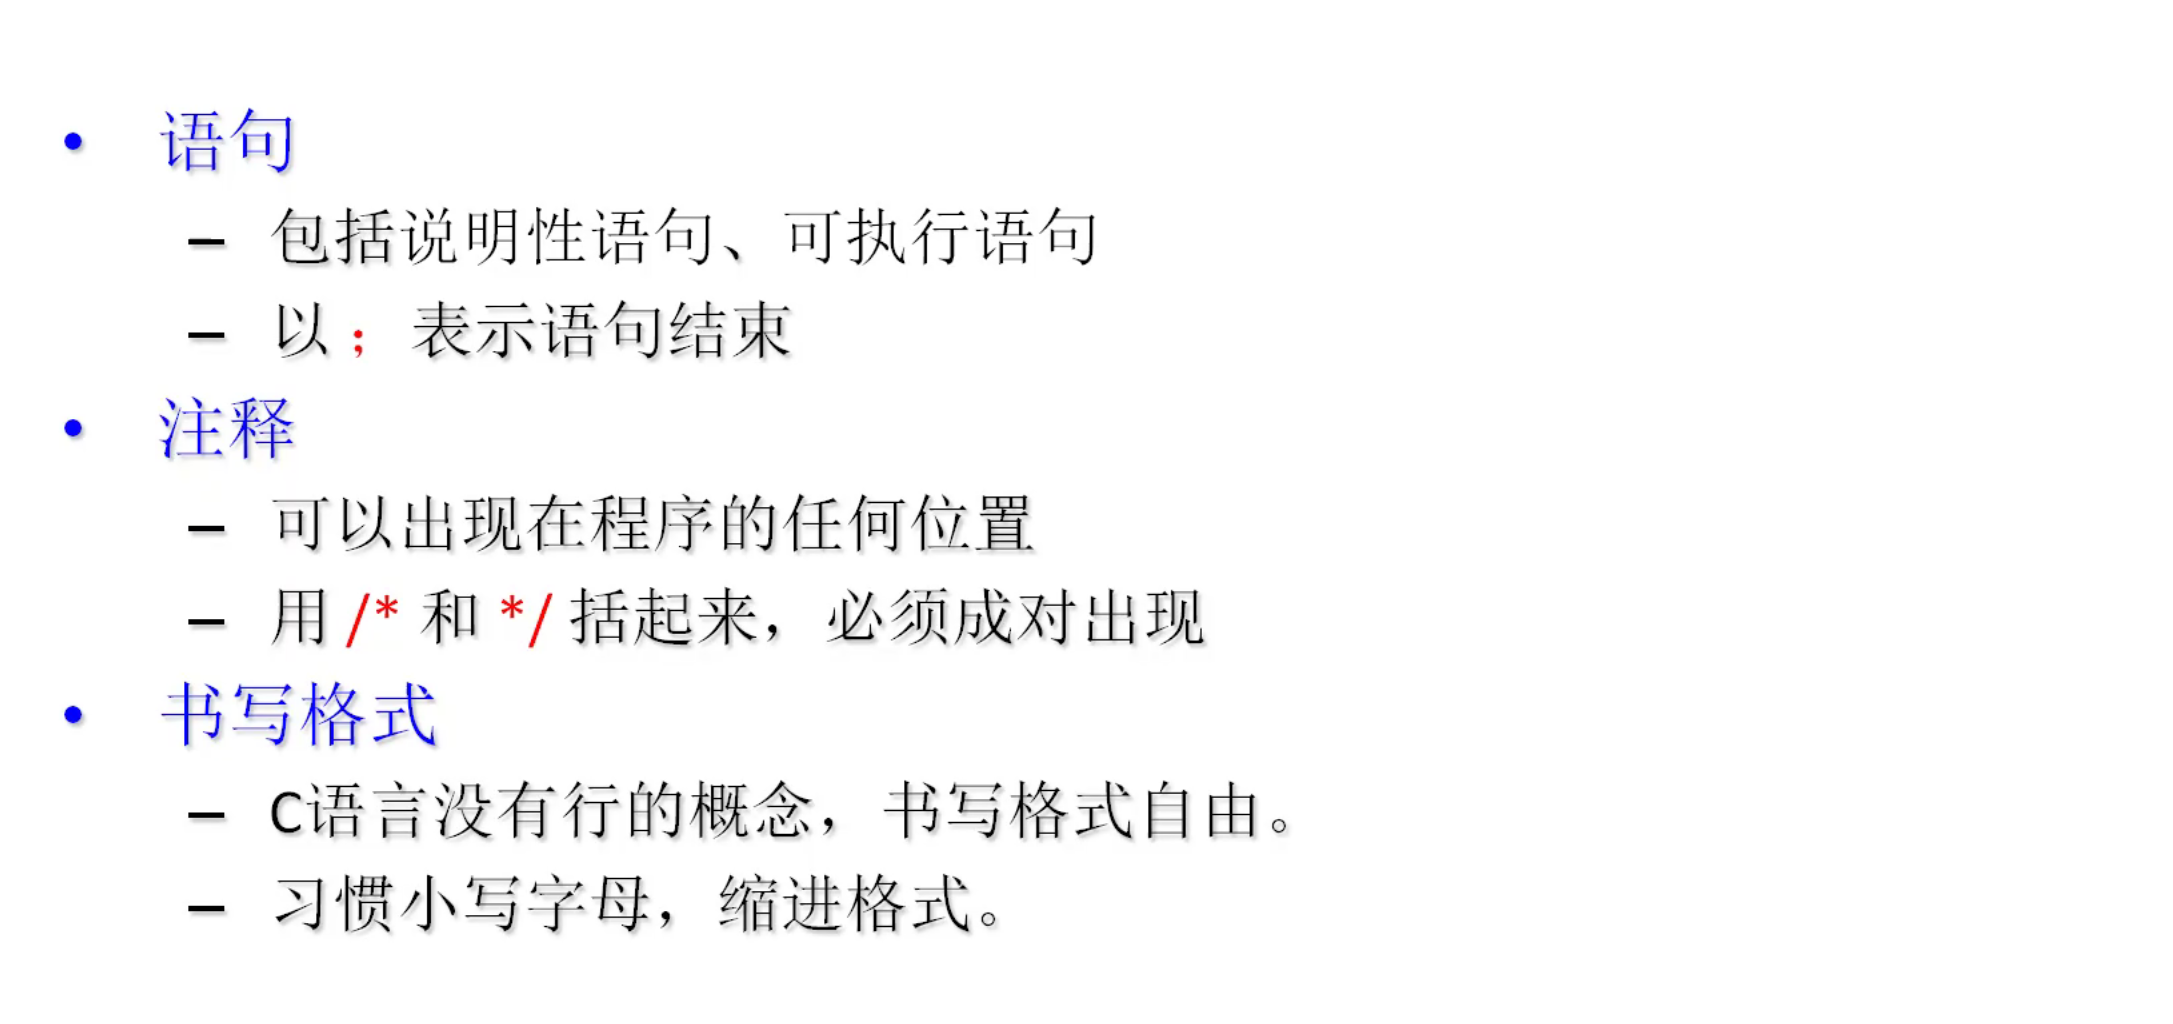 • 语句
– 包括说明性语句、可执行语句
– 以 ; 表示语句结束
• 注释
– 可以出现在程序的任何位置
– 用 /* 和 */ 括起来，必须成对出现
• 书写格式
– C语言没有行的概念，书写格式自由。
– 习惯小写字母，缩进格式。